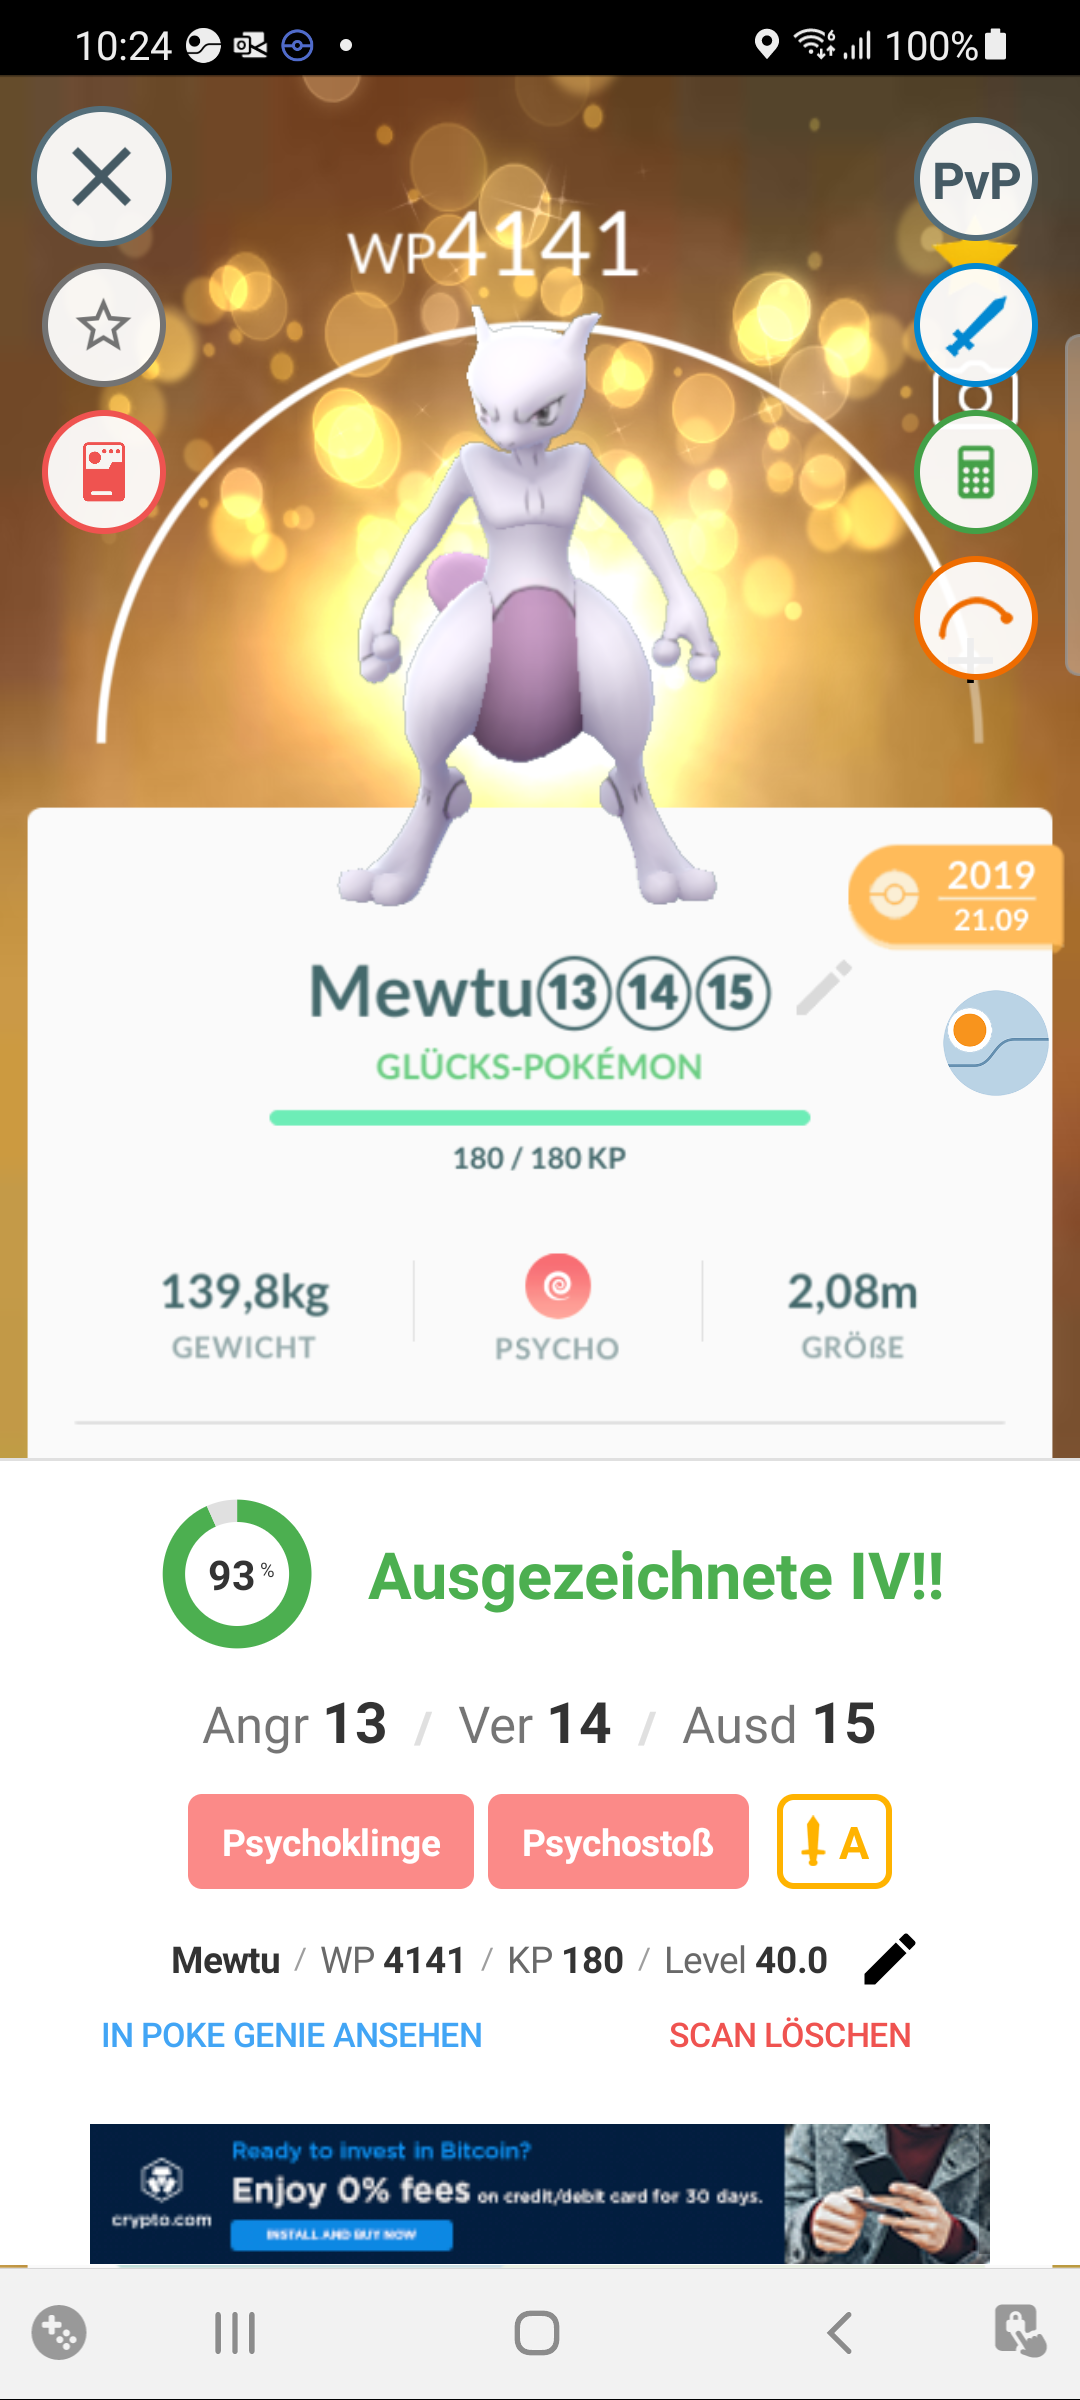 10:24
100%
PvP
WP4141
2019
21.09
Mewtu⑬⑭⑮
GLÜCKS-POKÉMON
180 / 180 KP
139,8kg
GEWICHT
PSYCHO
2,08m
GRÖßE
93 %
Ausgezeichnete IV!!
Angr 13 / Ver 14 / Ausd 15
Psychoklinge
Psychostoß
A
Mewtu / WP 4141 / KP 180 / Level 40.0
IN POKE GENIE ANSEHEN
SCAN LÖSCHEN
Ready to invest in Bitcoin?
Enjoy 0% fees on credit/debit card for 30 days.
crypto.com
INSTALL AND BUY NOW